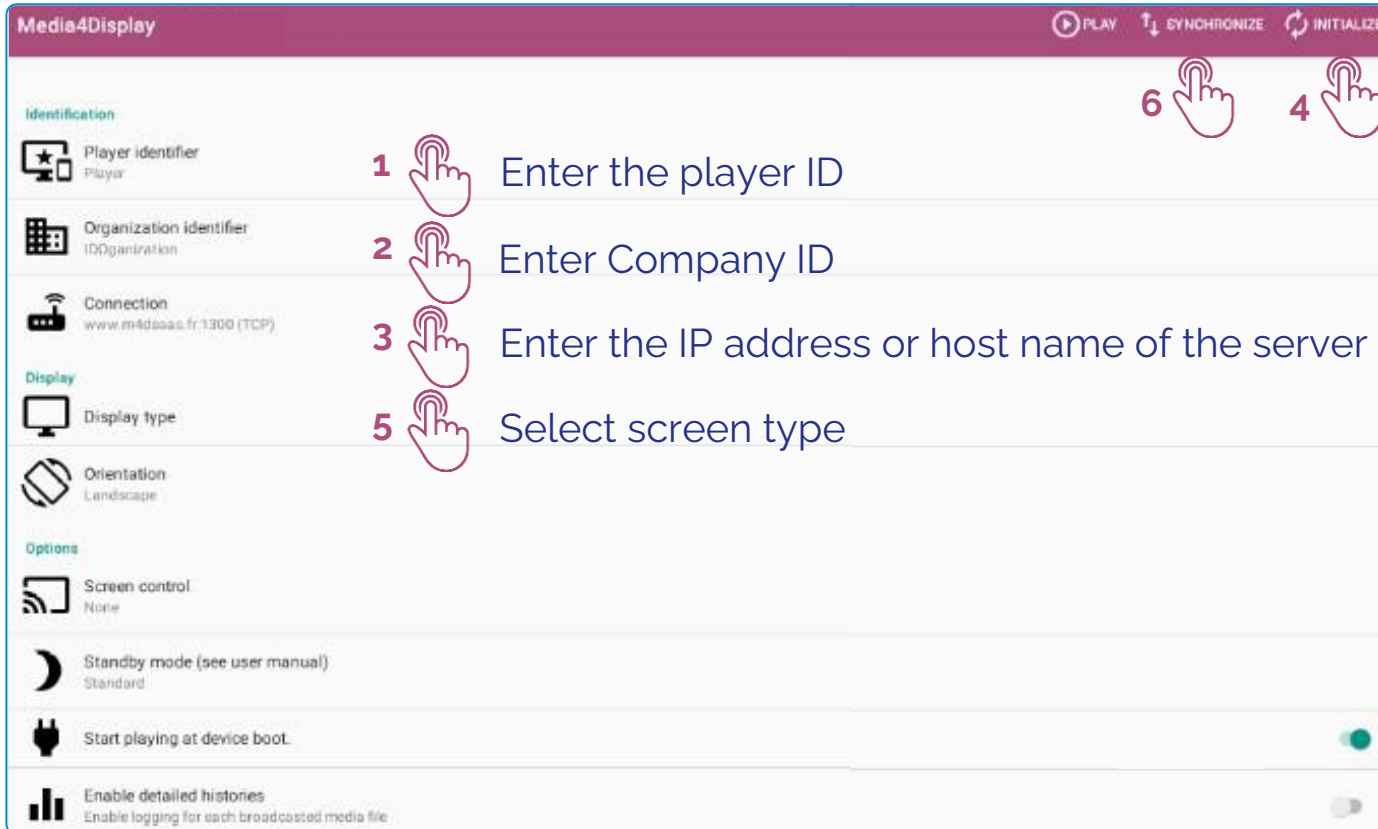 Media4Display
PLAY SYNCHRONIZE INITIALIZE
6 4
Identification
Player identifier
Player
1 Enter the player ID
Organization identifier
IDOganization
2 Enter Company ID
Connection
www.m4dsaas.fr:1300 (TCP)
3 Enter the IP address or host name of the server
Display
Display type
5 Select screen type
Orientation
Landscape
Options
Screen control
None
Standby mode (see user manual)
Standard
Start playing at device boot.
Enable detailed histories
Enable logging for each broadcasted media file